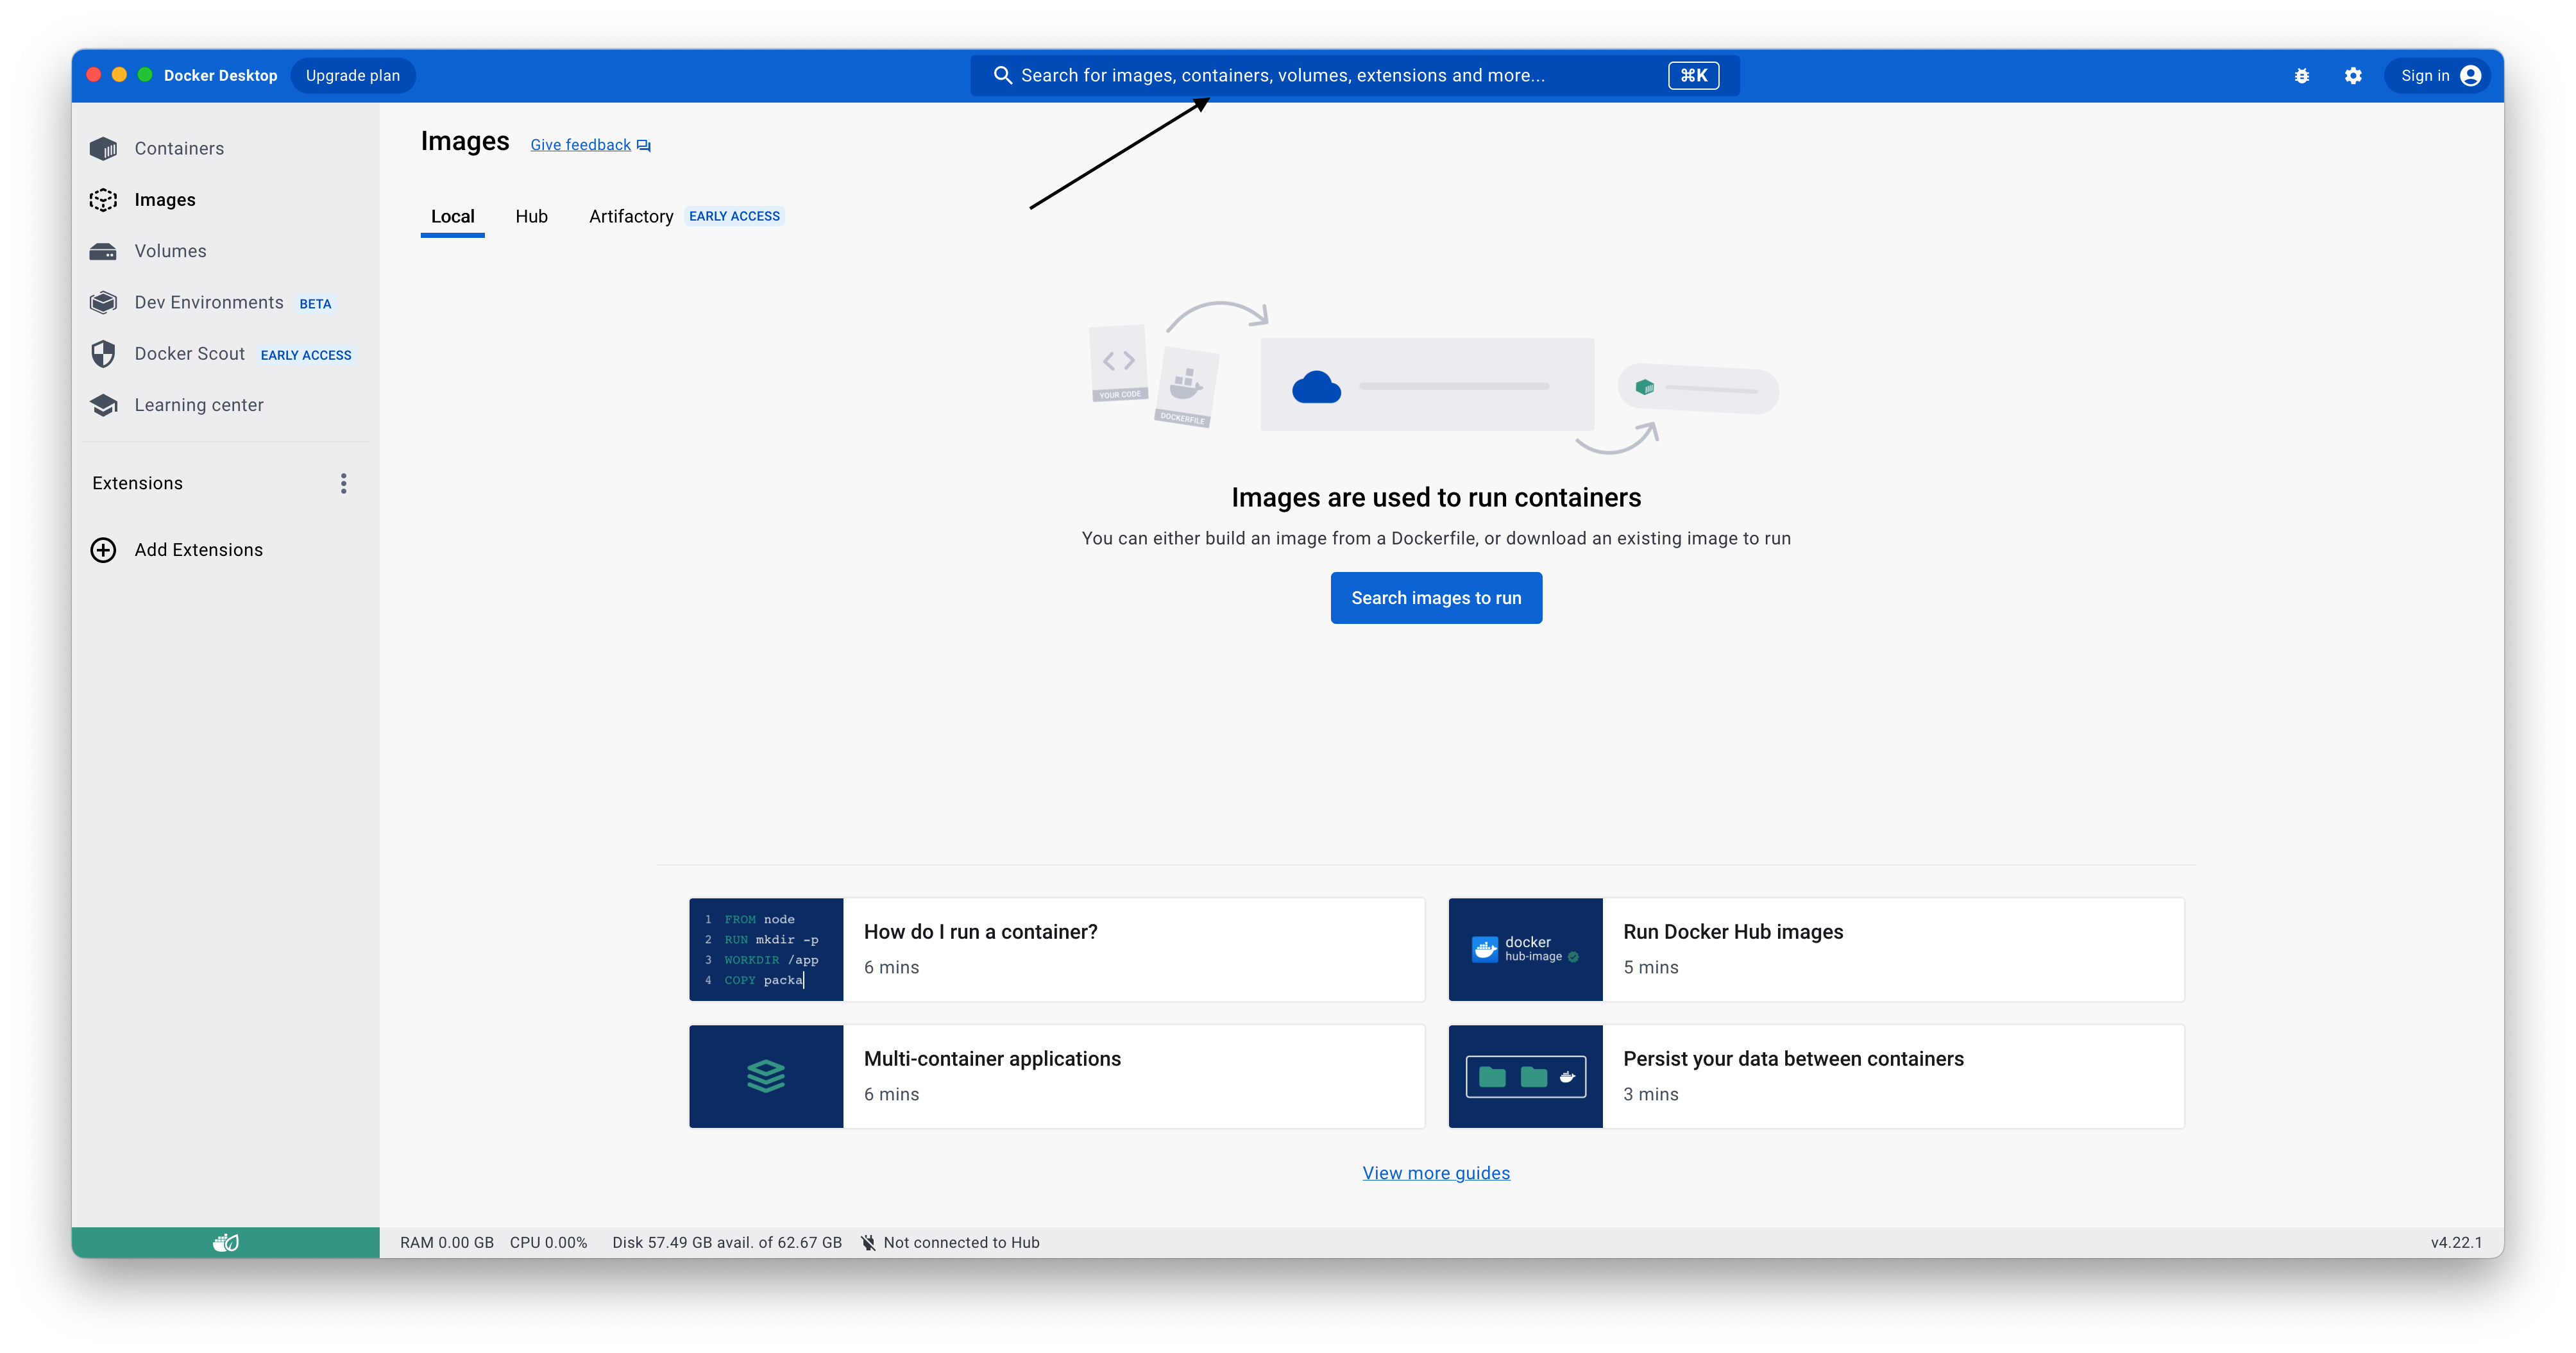 Docker Desktop Upgrade plan Search for images, containers, volumes, extensions and more... ⌘K Sign in
Containers
Images
Volumes
Dev Environments BETA
Docker Scout EARLY ACCESS
Learning center
Extensions
Add Extensions
Images Give feedback
Local Hub Artifactory EARLY ACCESS
YOUR CODE
DOCKERFILE
Images are used to run containers
You can either build an image from a Dockerfile, or download an existing image to run
Search images to run
1 FROM node
2 RUN mkdir -p
3 WORKDIR /app
4 COPY packa
How do I run a container?
6 mins
docker
hub-image
Run Docker Hub images
5 mins
Multi-container applications
6 mins
Persist your data between containers
3 mins
View more guides
RAM 0.00 GB CPU 0.00% Disk 57.49 GB avail. of 62.67 GB Not connected to Hub v4.22.1